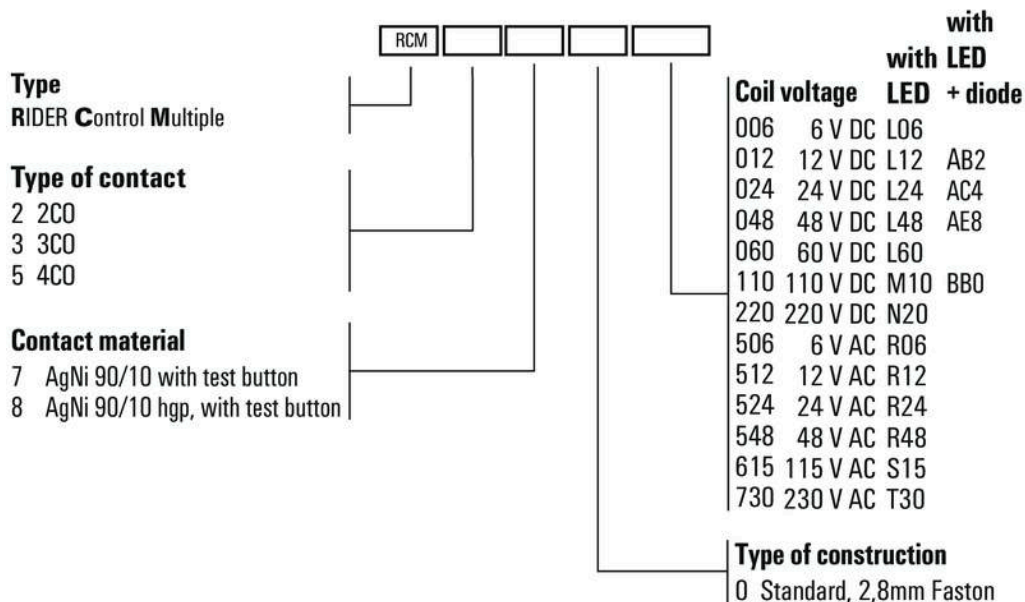 RCM
Type
RIDER Control Multiple
Type of contact
2 2CO
3 3CO
5 4CO
Contact material
7 AgNi 90/10 with test button
8 AgNi 90/10 hgp, with test button
with
with LED
Coil voltage LED + diode
006 6 V DC L06
012 12 V DC L12 AB2
024 24 V DC L24 AC4
048 48 V DC L48 AE8
060 60 V DC L60
110 110 V DC M10 BB0
220 220 V DC N20
506 6 V AC R06
512 12 V AC R12
524 24 V AC R24
548 48 V AC R48
615 115 V AC S15
730 230 V AC T30
Type of construction
0 Standard, 2,8mm Faston